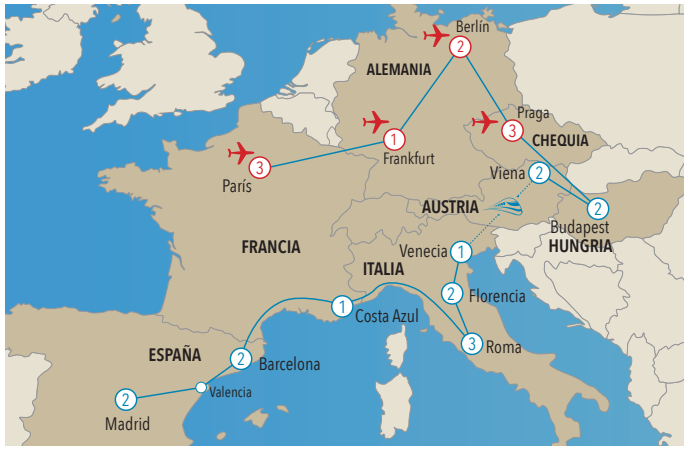 Berlín
2
ALEMANIA
Praga
3
CHEQUIA
1
Frankfurt
3
París
Viena
2
AUSTRIA
2
Budapest
HUNGRIA
FRANCIA
Venecia
1
ITALIA
2
Florencia
1
Costa Azul
3
Roma
ESPAÑA
2
Barcelona
Valencia
2
Madrid